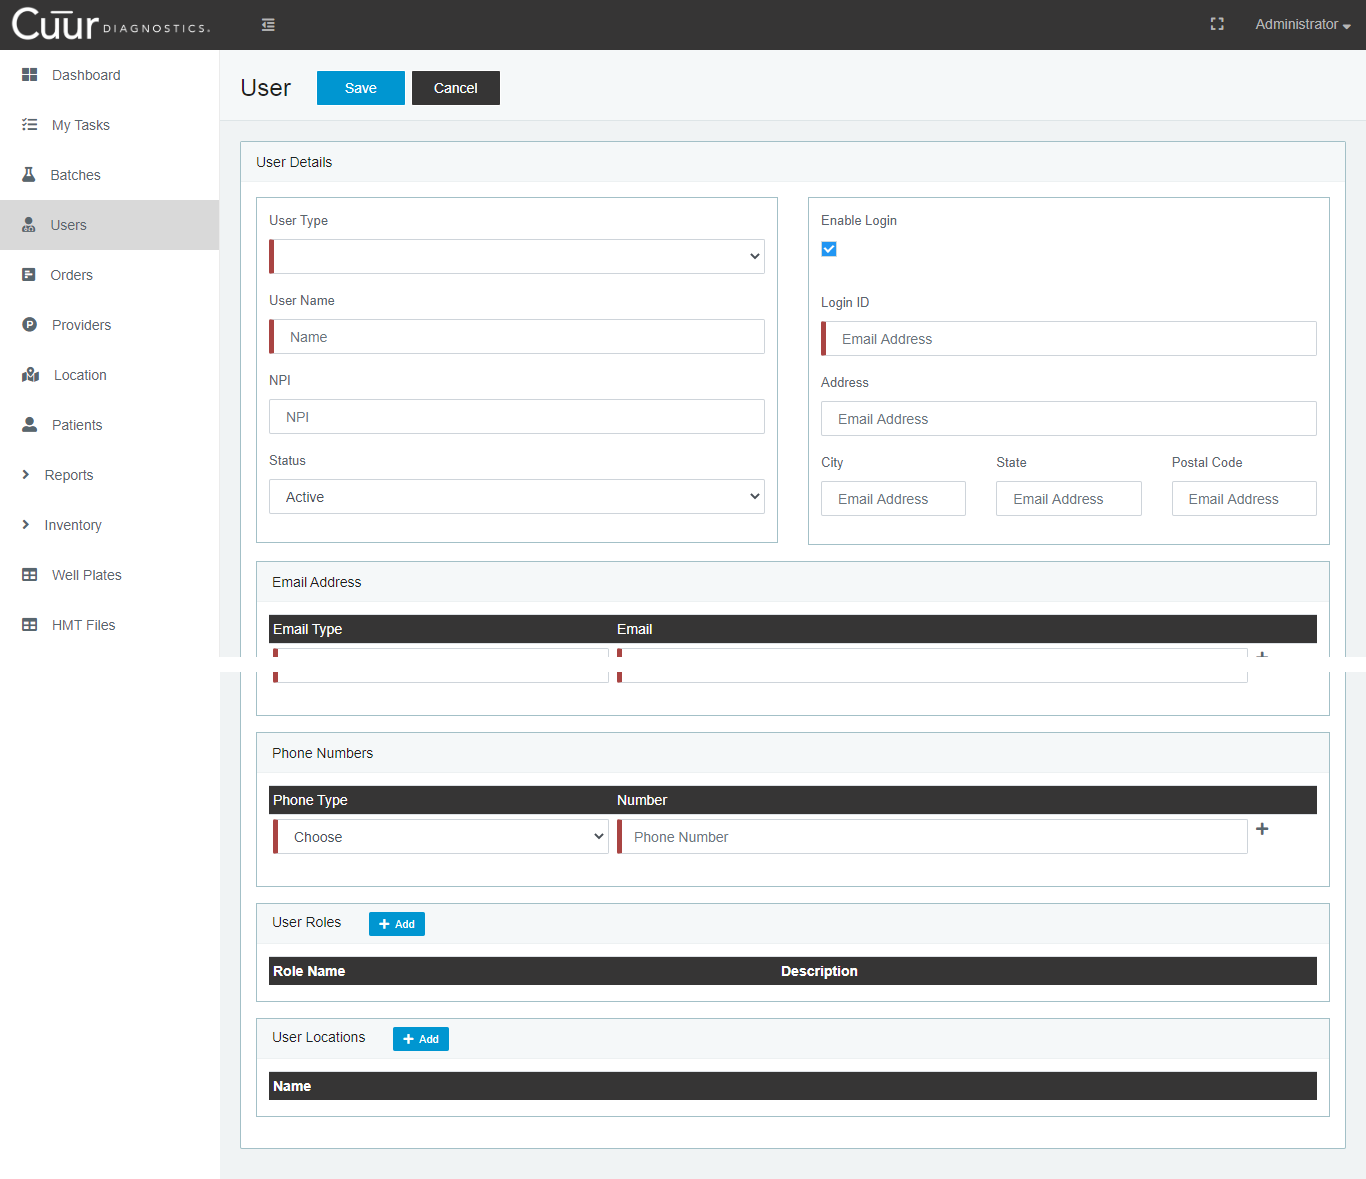 Cuur DIAGNOSTICS.
Administrator
Dashboard
My Tasks
Batches
Users
Orders
Providers
Location
Patients
Reports
Inventory
Well Plates
HMT Files
User
Save
Cancel
User Details
User Type
User Name
Name
NPI
NPI
Status
Active
Enable Login
Login ID
Email Address
Address
Email Address
City State Postal Code
Email Address Email Address Email Address
Email Address
Email Type Email
Phone Numbers
Phone Type Number
Choose Phone Number
User Roles + Add
Role Name Description
User Locations + Add
Name